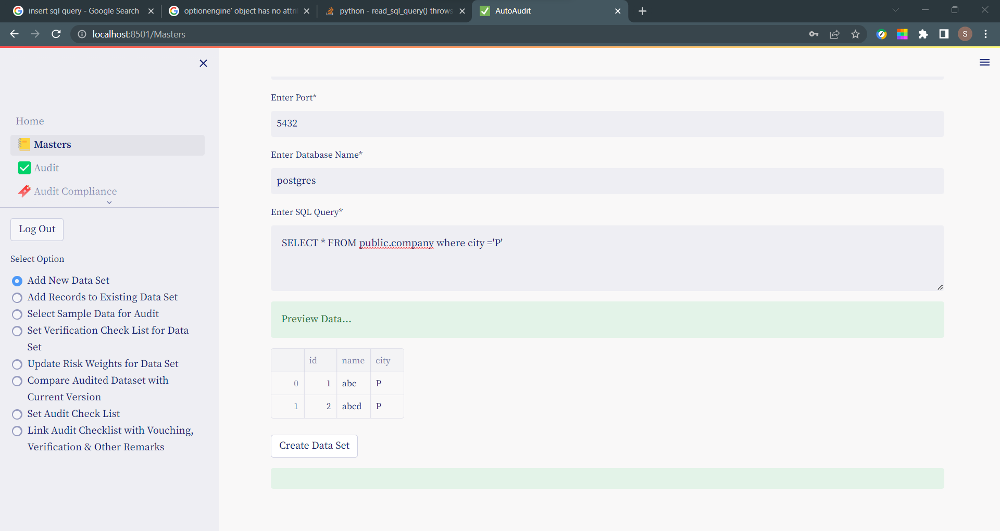 insert sql query - Google Search
optionengine' object has no attri
python - read_sql_query() throws
AutoAudit
localhost:8501/Masters
S
Home
Masters
Audit
Audit Compliance
Log Out
Select Option
Add New Data Set
Add Records to Existing Data Set
Select Sample Data for Audit
Set Verification Check List for Data
Set
Update Risk Weights for Data Set
Compare Audited Dataset with
Current Version
Set Audit Check List
Link Audit Checklist with Vouching,
Verification & Other Remarks
Enter Port*
5432
Enter Database Name*
postgres
Enter SQL Query*
SELECT * FROM public.company where city ='P'
Preview Data...
id name city
0 1 abc P
1 2 abcd P
Create Data Set